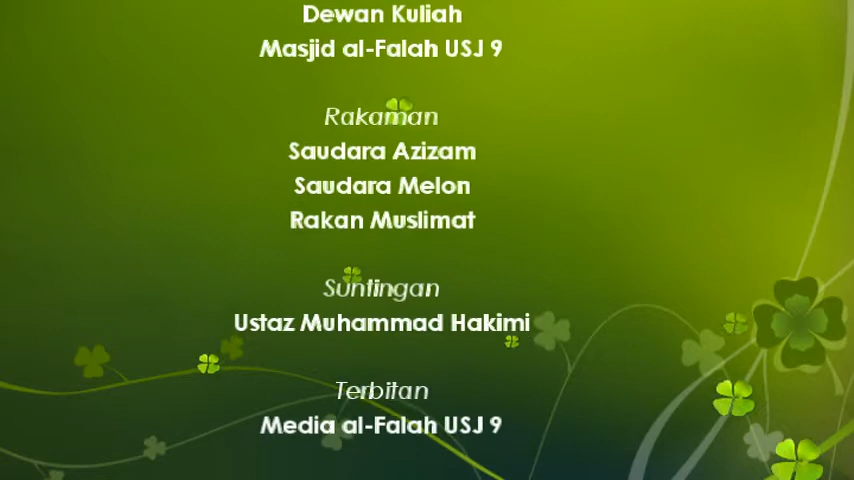 Dewan Kuliah
Masjid al-Falah USJ 9
Rakaman
Saudara Azizam
Saudara Melon
Rakan Muslimat
Suntingan
Ustaz Muhammad Hakimi
Terbitan
Media al-Falah USJ 9